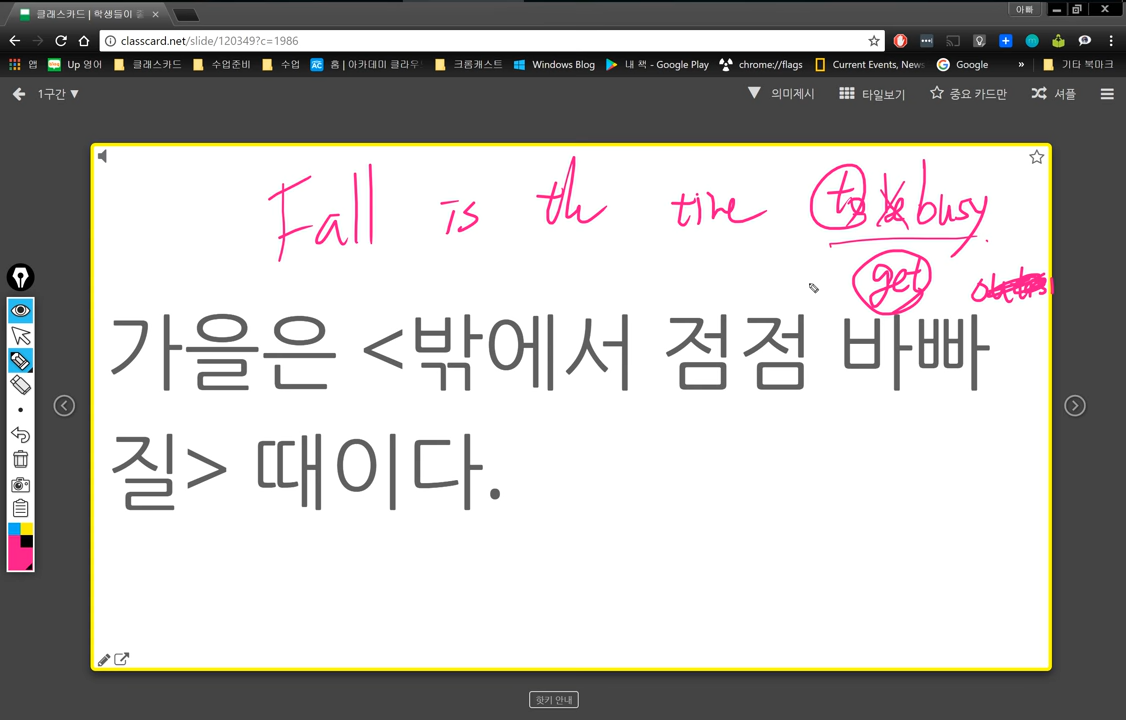 클래스카드 | 학생들이 즐
아빠
classcard.net/slide/120349?c=1986
앱 Up 영어 클래스카드 수업준비 수업 홈 | 아카데미 클라우 크롬캐스트 Windows Blog 내 책 - Google Play chrome://flags Current Events, News Google » 기타 북마크
1구간 ▼ ▼ 의미제시 타일보기 중요 카드만 셔플
Fall is the time to be busy
get
가을은 <밖에서 점점 바빠
질> 때이다.
핫키 안내